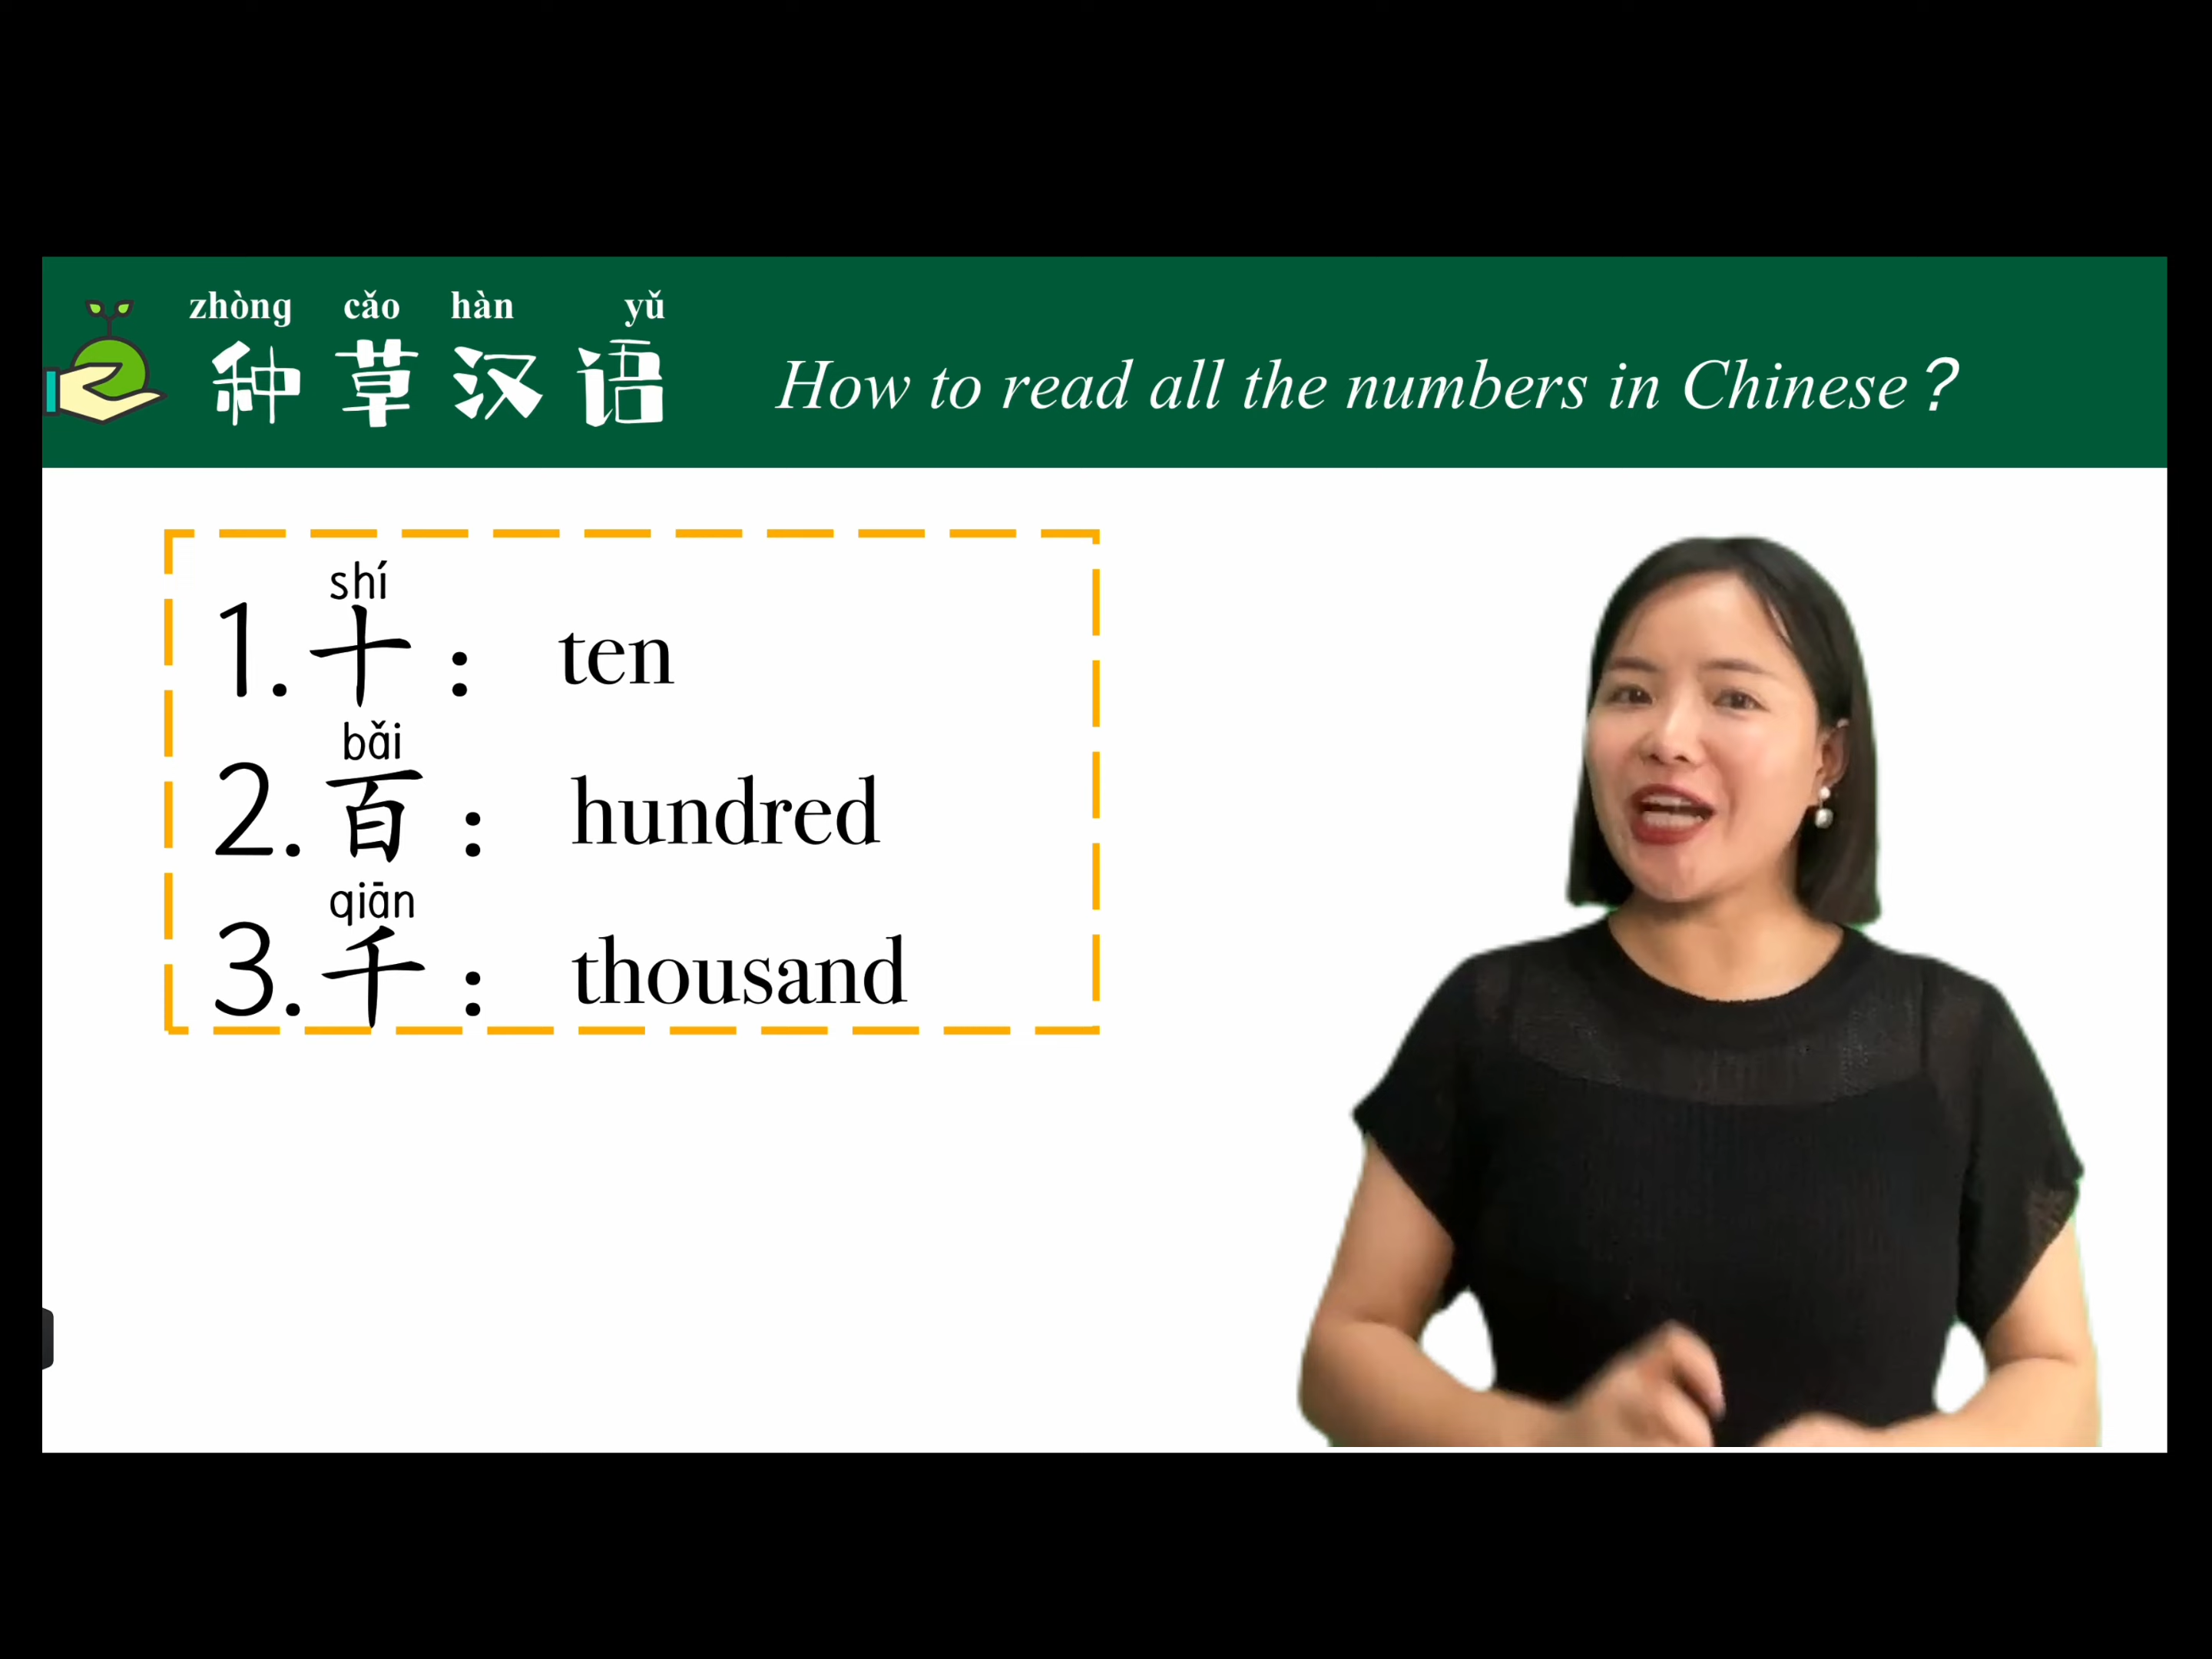 zhòng cǎo hàn yǔ
种草汉语 How to read all the numbers in Chinese？
shí
1.十： ten
bǎi
2.百： hundred
qiān
3.千： thousand